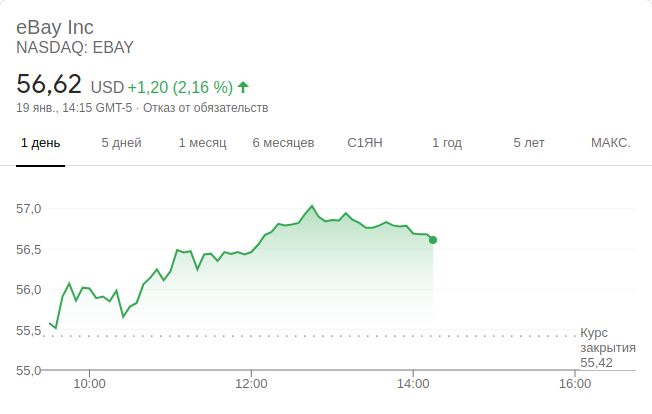 eBay Inc
NASDAQ: EBAY
56,62 USD +1,20 (2,16 %)
19 янв., 14:15 GMT-5 · Отказ от обязательств
1 день 5 дней 1 месяц 6 месяцев С1ЯН 1 год 5 лет МАКС.
57,0
56,5
56,0
55,5
Курс
закрытия
55,42
55,0
10:00 12:00 14:00 16:00